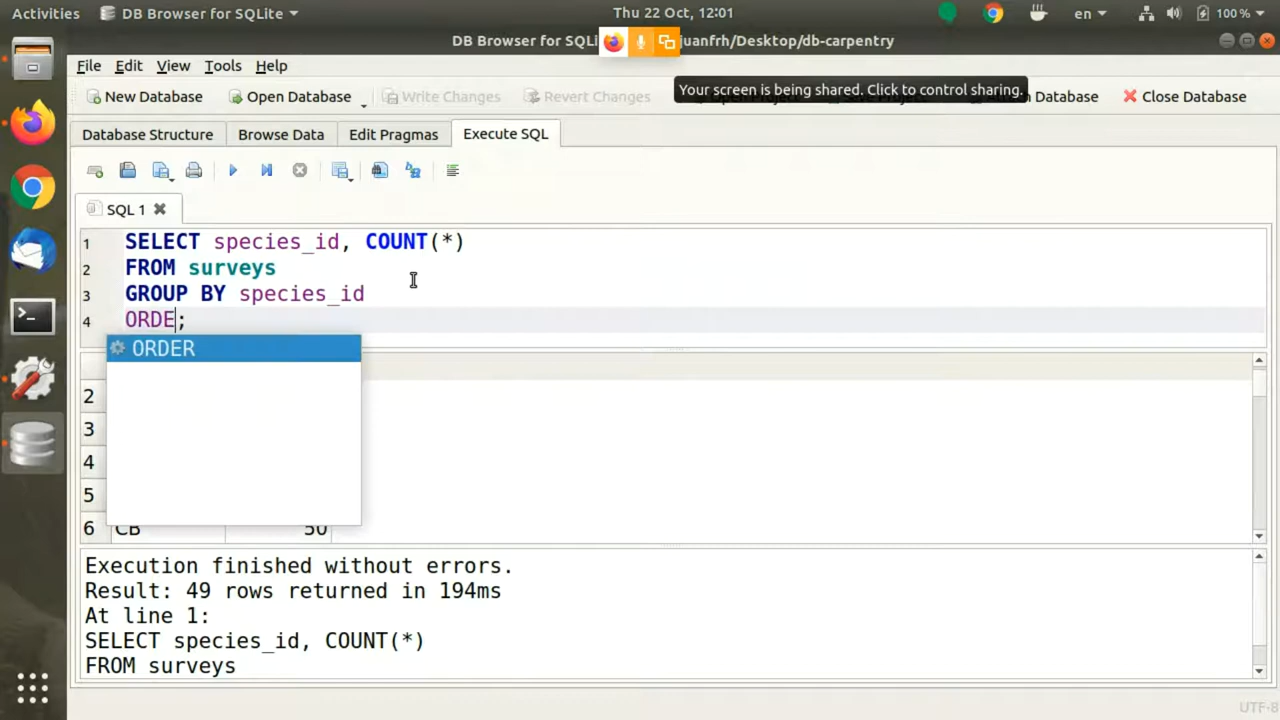 Activities DB Browser for SQLite Thu 22 Oct, 12:01 en 100 %
DB Browser for SQLi juanfrh/Desktop/db-carpentry
File Edit View Tools Help
Your screen is being shared. Click to control sharing.
New Database Open Database Write Changes Revert Changes Database Close Database
Database Structure Browse Data Edit Pragmas Execute SQL
SQL 1
1 SELECT species_id, COUNT(*)
2 FROM surveys
3 GROUP BY species_id
4 ORDE;
ORDER
2
3
4
5
6 CB 50
Execution finished without errors.
Result: 49 rows returned in 194ms
At line 1:
SELECT species_id, COUNT(*)
FROM surveys
UTF-8